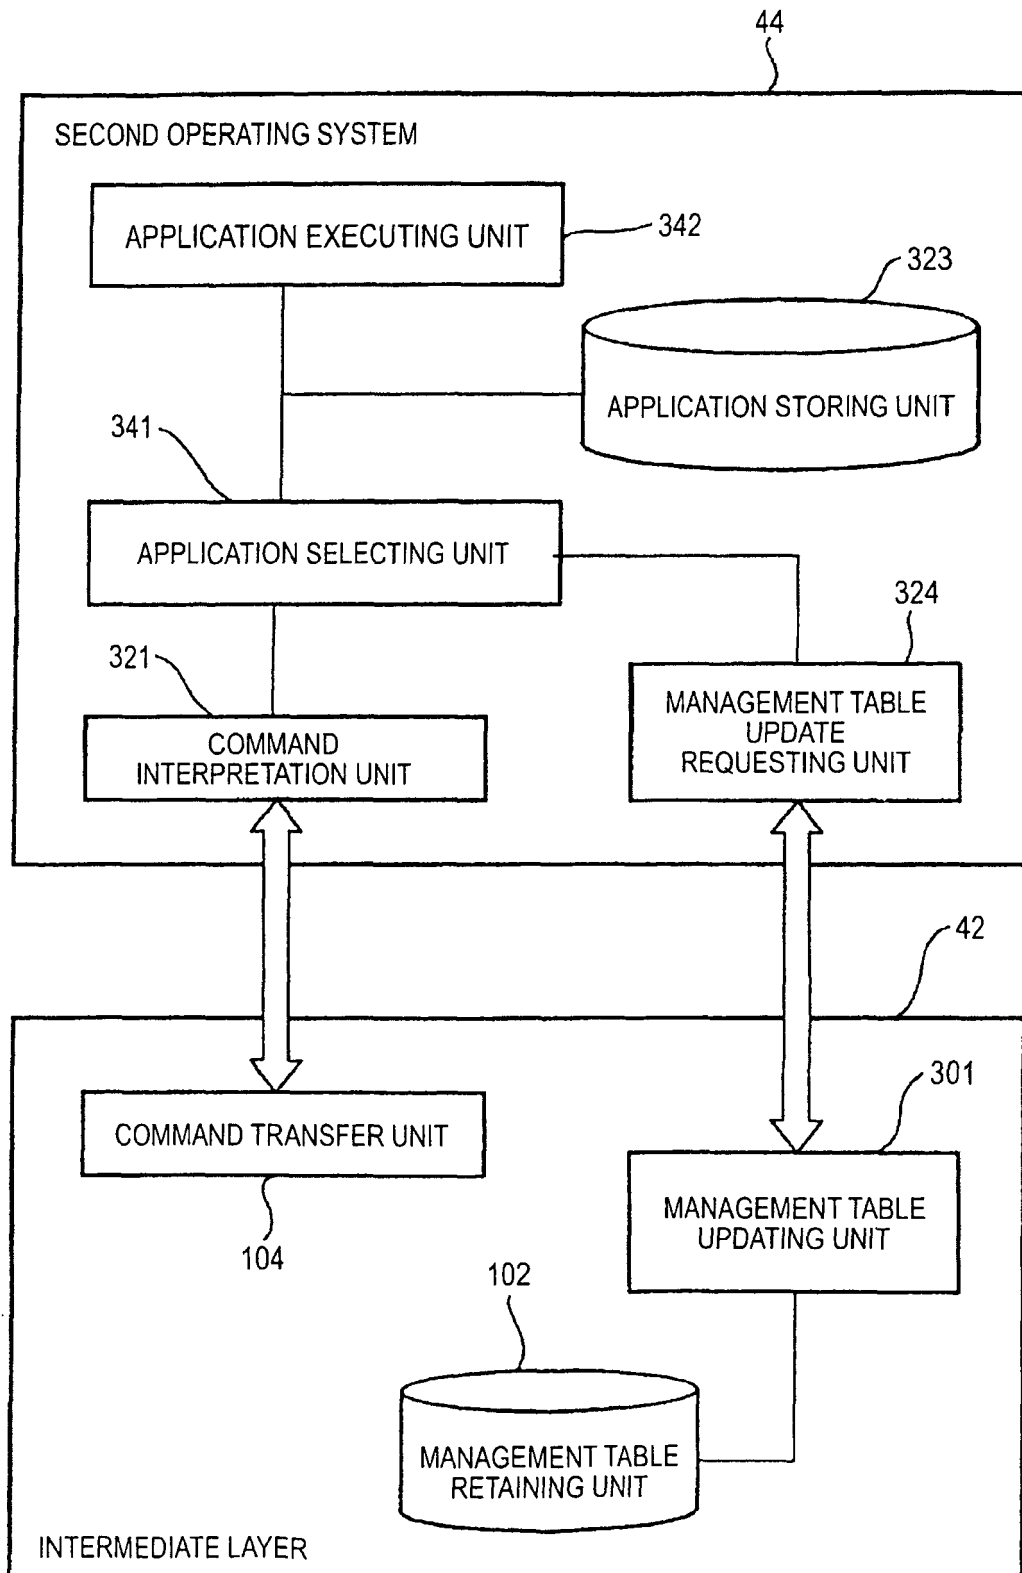 44
SECOND OPERATING SYSTEM
APPLICATION EXECUTING UNIT
342
323
APPLICATION STORING UNIT
341
APPLICATION SELECTING UNIT
324
321
MANAGEMENT TABLE
UPDATE
REQUESTING UNIT
COMMAND
INTERPRETATION UNIT
42
301
COMMAND TRANSFER UNIT
104
MANAGEMENT TABLE
UPDATING UNIT
102
MANAGEMENT TABLE
RETAINING UNIT
INTERMEDIATE LAYER